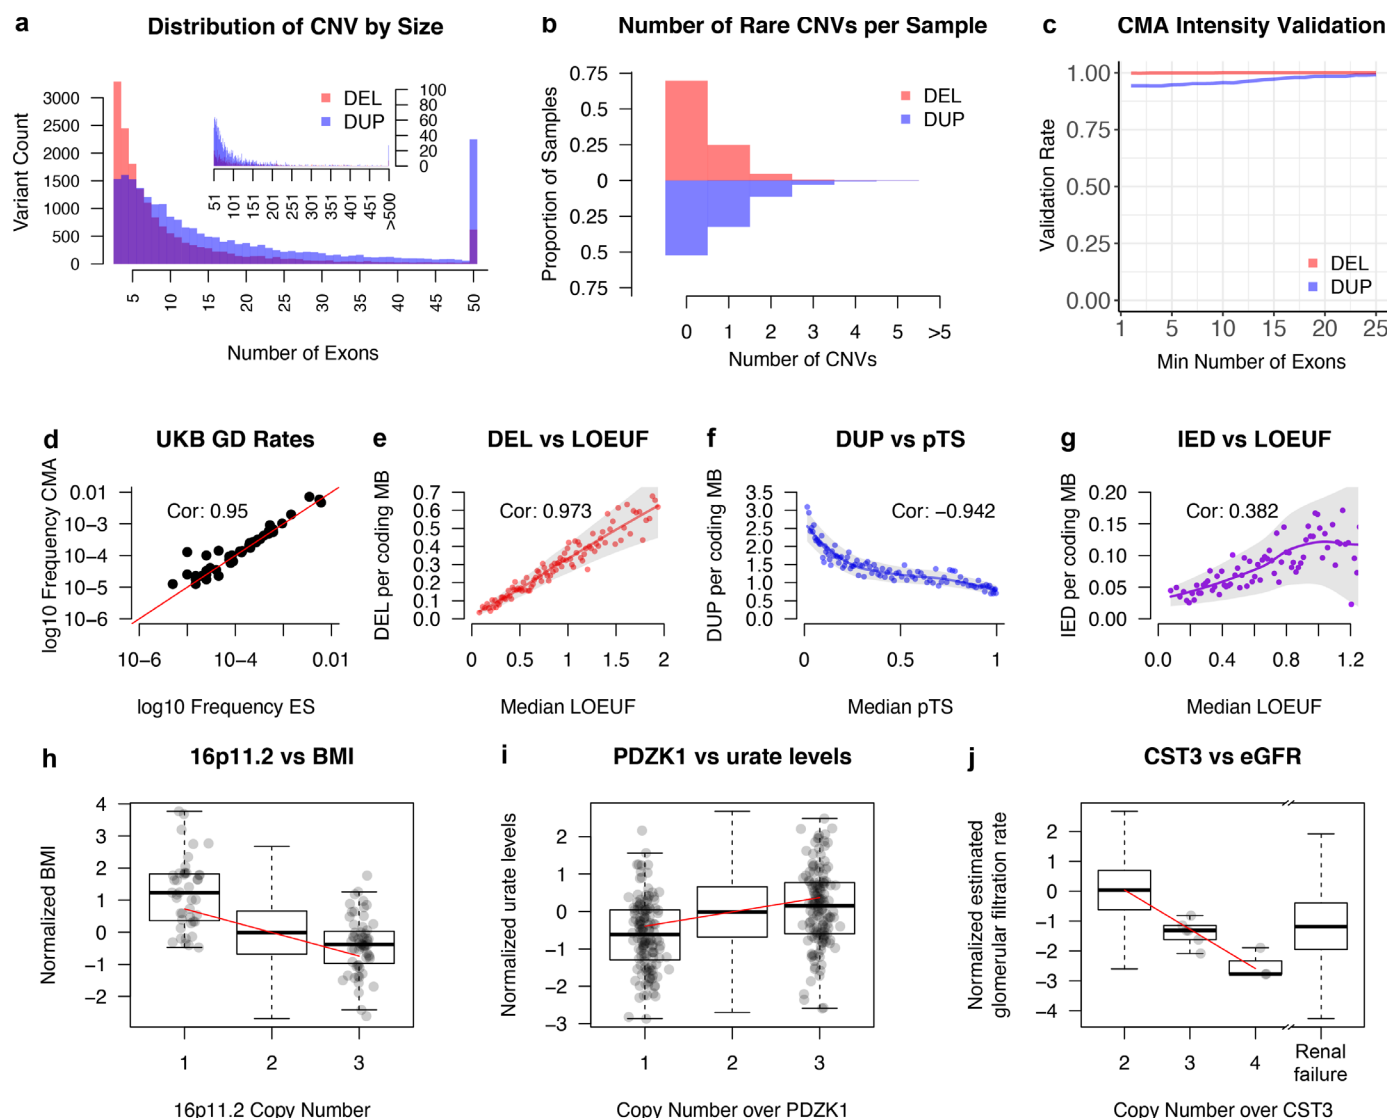 a Distribution of CNV by Size
Variant Count
3000
2500
2000
1500
1000
500
0
DEL
DUP
100
80
60
40
20
0
51 101 151 201 251 301 351 401 451 >500
5 10 15 20 25 30 35 40 45 50
Number of Exons
b Number of Rare CNVs per Sample
Proportion of Samples
0.75
0.5
0.25
0
0.25
0.5
0.75
DEL
DUP
0 1 2 3 4 5 >5
Number of CNVs
c CMA Intensity Validation
Validation Rate
1.00
0.75
0.50
0.25
0.00
DEL
DUP
1 5 10 15 20 25
Min Number of Exons
d UKB GD Rates
log10 Frequency CMA
0.01
10−3
10−4
10−5
10−6
Cor: 0.95
10−6 10−4 0.01
log10 Frequency ES
e DEL vs LOEUF
DEL per coding MB
0.7
0.6
0.5
0.4
0.3
0.2
0.1
0.0
Cor: 0.973
0 0.5 1 1.5 2
Median LOEUF
f DUP vs pTS
DUP per coding MB
3.5
3.0
2.5
2.0
1.5
1.0
0.5
0.0
Cor: −0.942
0 0.5 1
Median pTS
g IED vs LOEUF
IED per coding MB
0.20
0.15
0.10
0.05
0.00
Cor: 0.382
0.0 0.4 0.8 1.2
Median LOEUF
h 16p11.2 vs BMI
Normalized BMI
4
3
2
1
0
−1
−2
1 2 3
16p11.2 Copy Number
i PDZK1 vs urate levels
Normalized urate levels
2
1
0
−1
−2
−3
1 2 3
Copy Number over PDZK1
j CST3 vs eGFR
Normalized estimated
glomerular filtration rate
2
1
0
−1
−2
−3
−4
2 3 4 Renal
failure
Copy Number over CST3